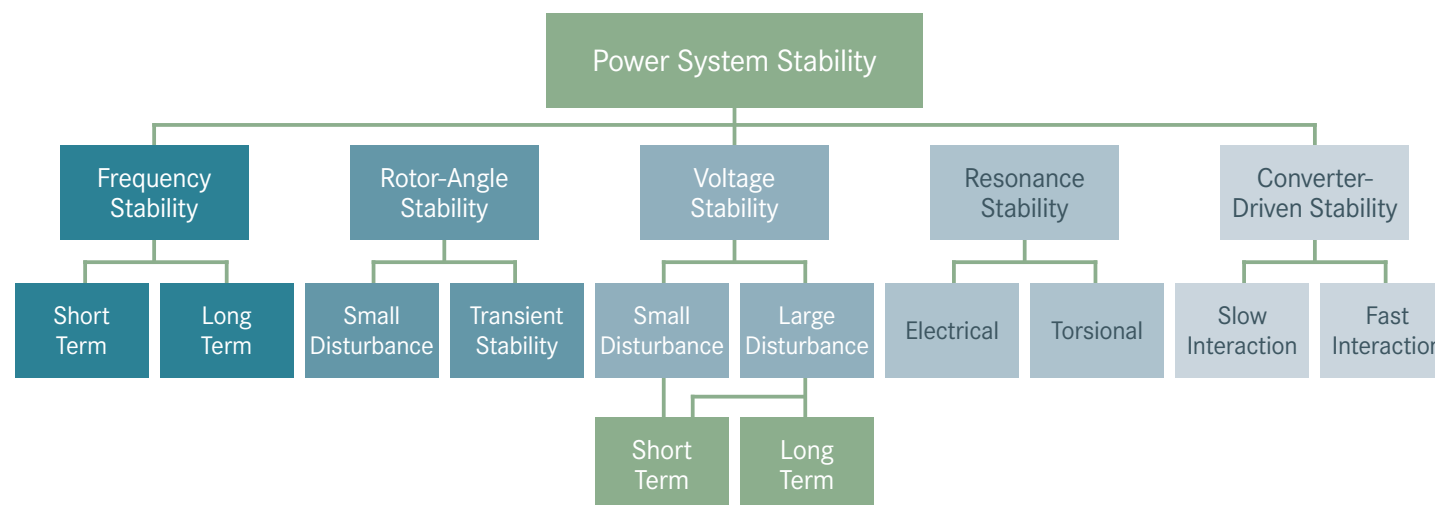 Power System Stability
Frequency
Stability
Rotor-Angle
Stability
Voltage
Stability
Resonance
Stability
Converter-
Driven Stability
Short
Term
Long
Term
Small
Disturbance
Transient
Stability
Small
Disturbance
Large
Disturbance
Electrical
Torsional
Slow
Interaction
Fast
Interaction
Short
Term
Long
Term